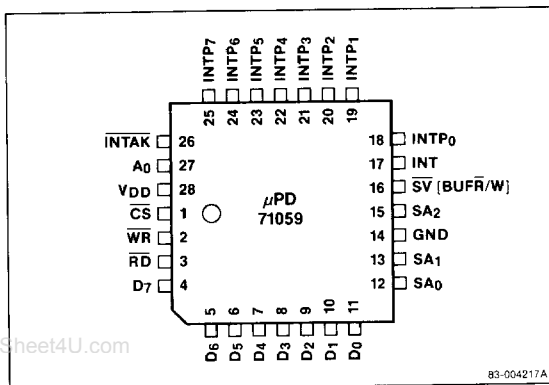 INTP7 INTP6 INTP5 INTP4 INTP3 INTP2 INTP1
25 24 23 22 21 20 19
INTAK 26
A0 27
VDD 28
CS 1
WR 2
RD 3
D7 4
μPD
71059
18 INTP0
17 INT
16 SV [BUFR/W]
15 SA2
14 GND
13 SA1
12 SA0
5 6 7 8 9 10 11
D6 D5 D4 D3 D2 D1 D0
Sheet4U.com
83-004217A